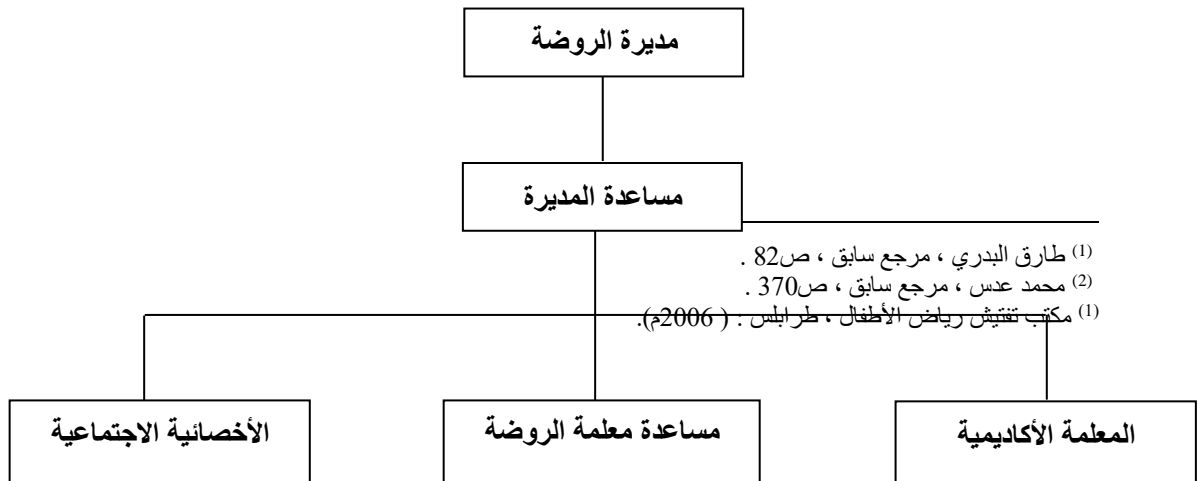 مديرة الروضة
مساعدة المديرة
(1) طارق البدري ، مرجع سابق ، ص82 .
(2) محمد عدس ، مرجع سابق ، ص370 .
(1) مكتب تفتيش رياض الأطفال ، طرابلس : ( 2006م).
المعلمة الأكاديمية
مساعدة معلمة الروضة
الأخصائية الاجتماعية